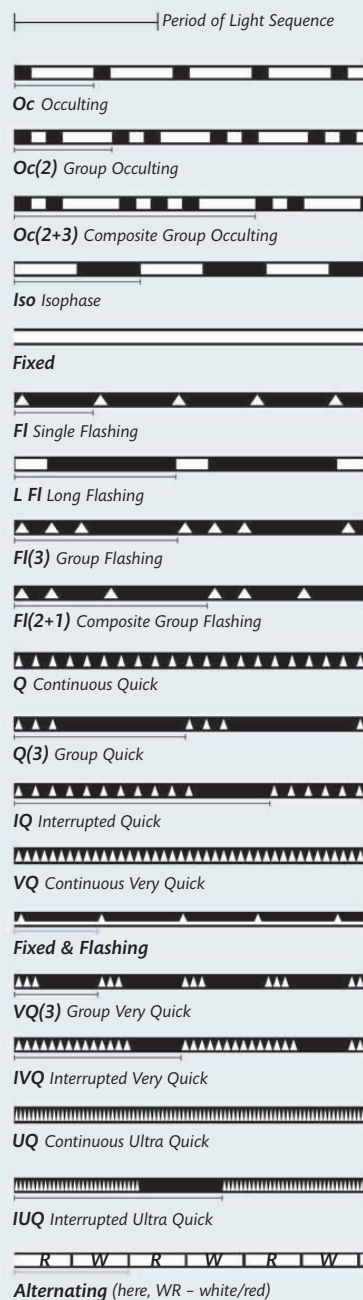 Period of Light Sequence
Oc Occulting
Oc(2) Group Occulting
Oc(2+3) Composite Group Occulting
Iso Isophase
Fixed
Fl Single Flashing
L Fl Long Flashing
Fl(3) Group Flashing
Fl(2+1) Composite Group Flashing
Q Continuous Quick
Q(3) Group Quick
IQ Interrupted Quick
VQ Continuous Very Quick
Fixed & Flashing
VQ(3) Group Very Quick
IVQ Interrupted Very Quick
UQ Continuous Ultra Quick
IUQ Interrupted Ultra Quick
R W R W R W
Alternating (here, WR – white/red)